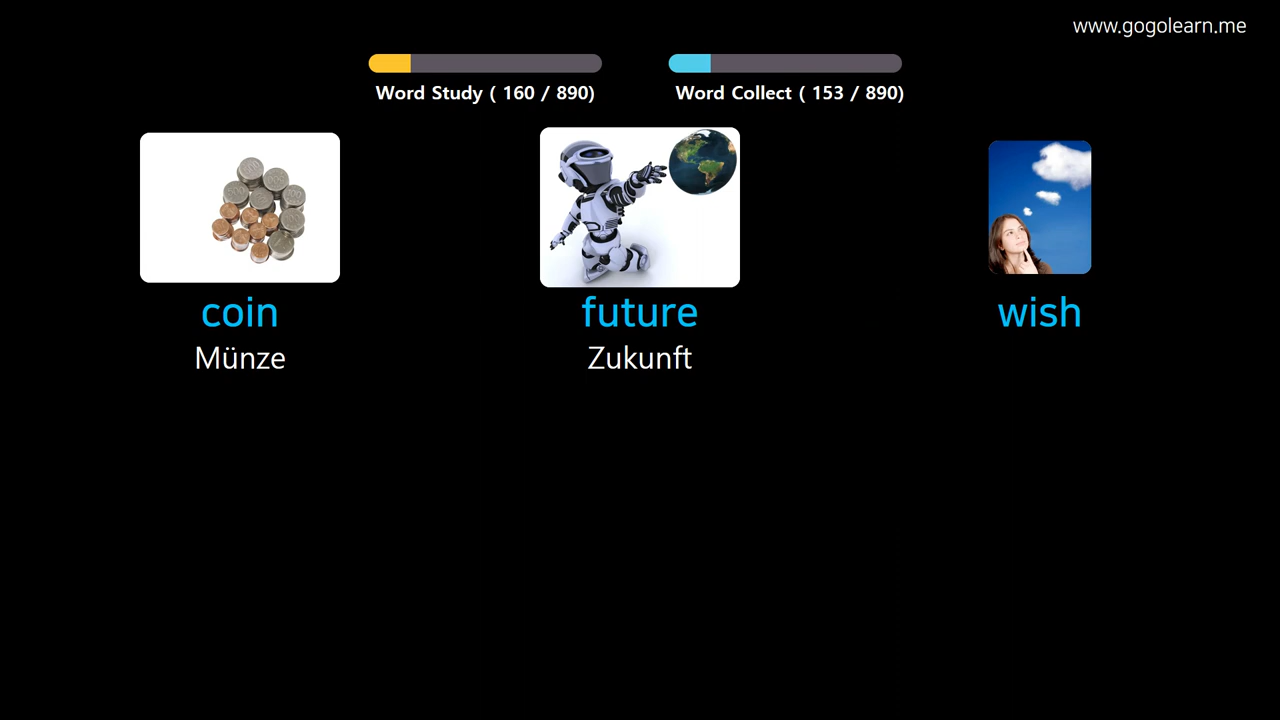 www.gogolearn.me
Word Study ( 160 / 890)
Word Collect ( 153 / 890)
coin
Münze
future
Zukunft
wish